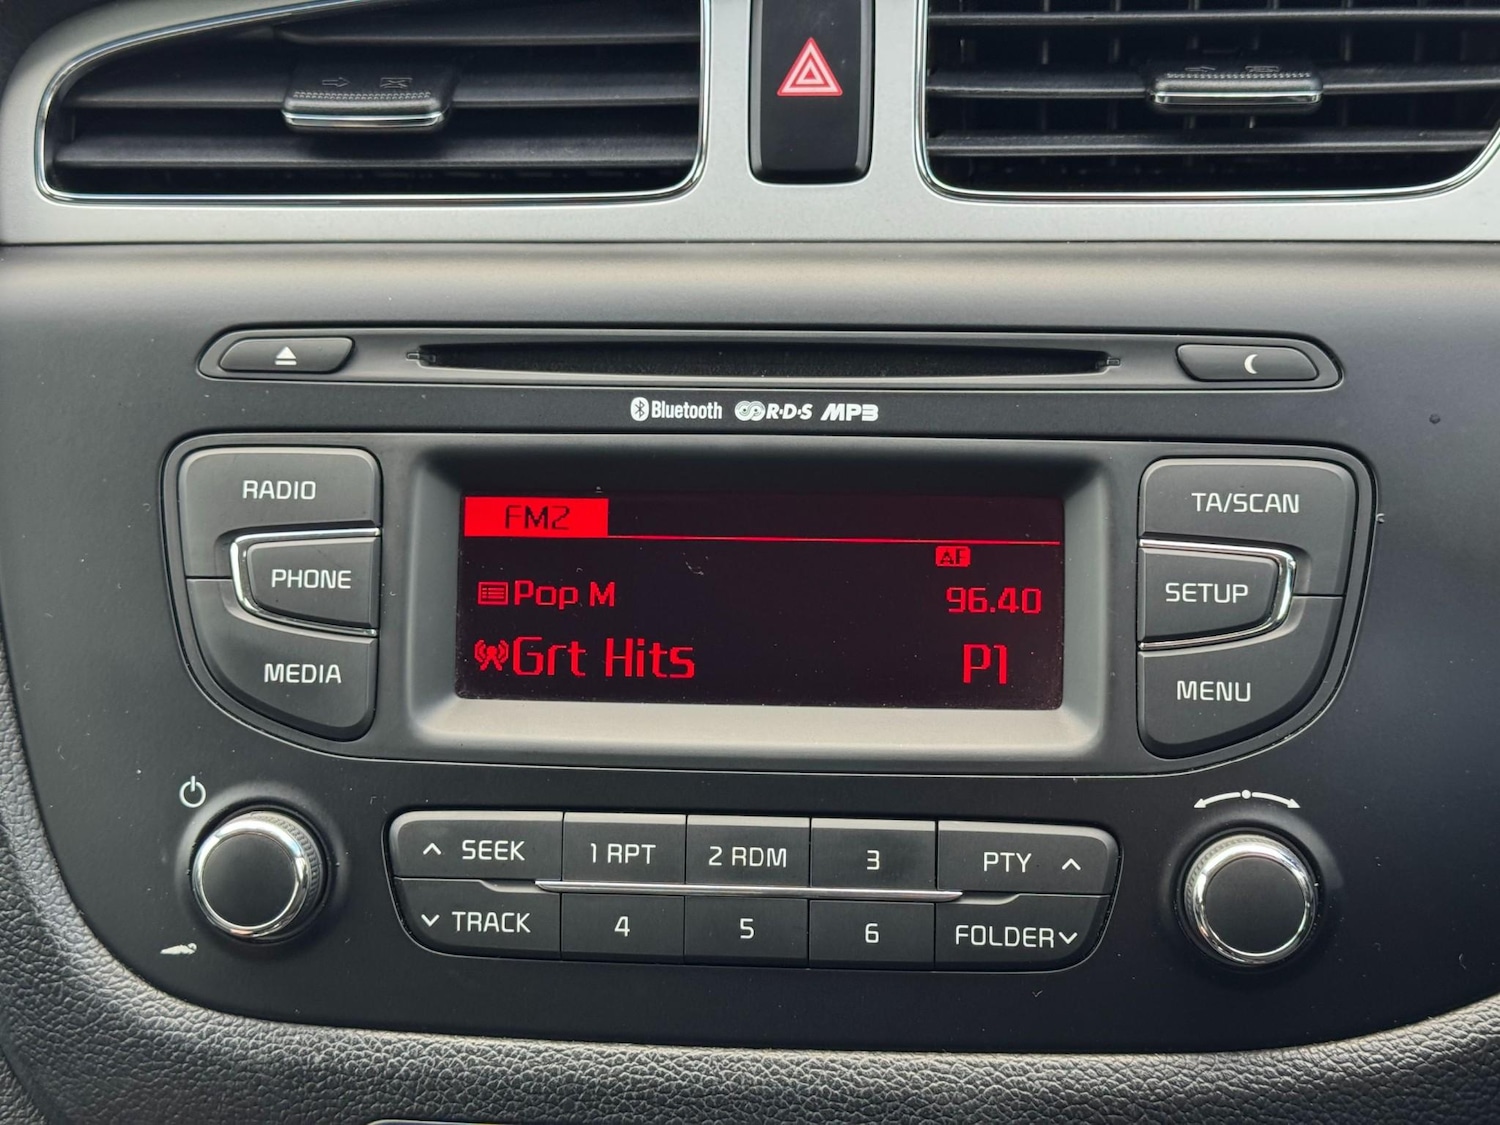 Bluetooth R·D·S MP3
RADIO
PHONE
MEDIA
FM2
AF
Pop M 96.40
Grt Hits P1
TA/SCAN
SETUP
MENU
SEEK 1 RPT 2 RDM 3 PTY
TRACK 4 5 6 FOLDER